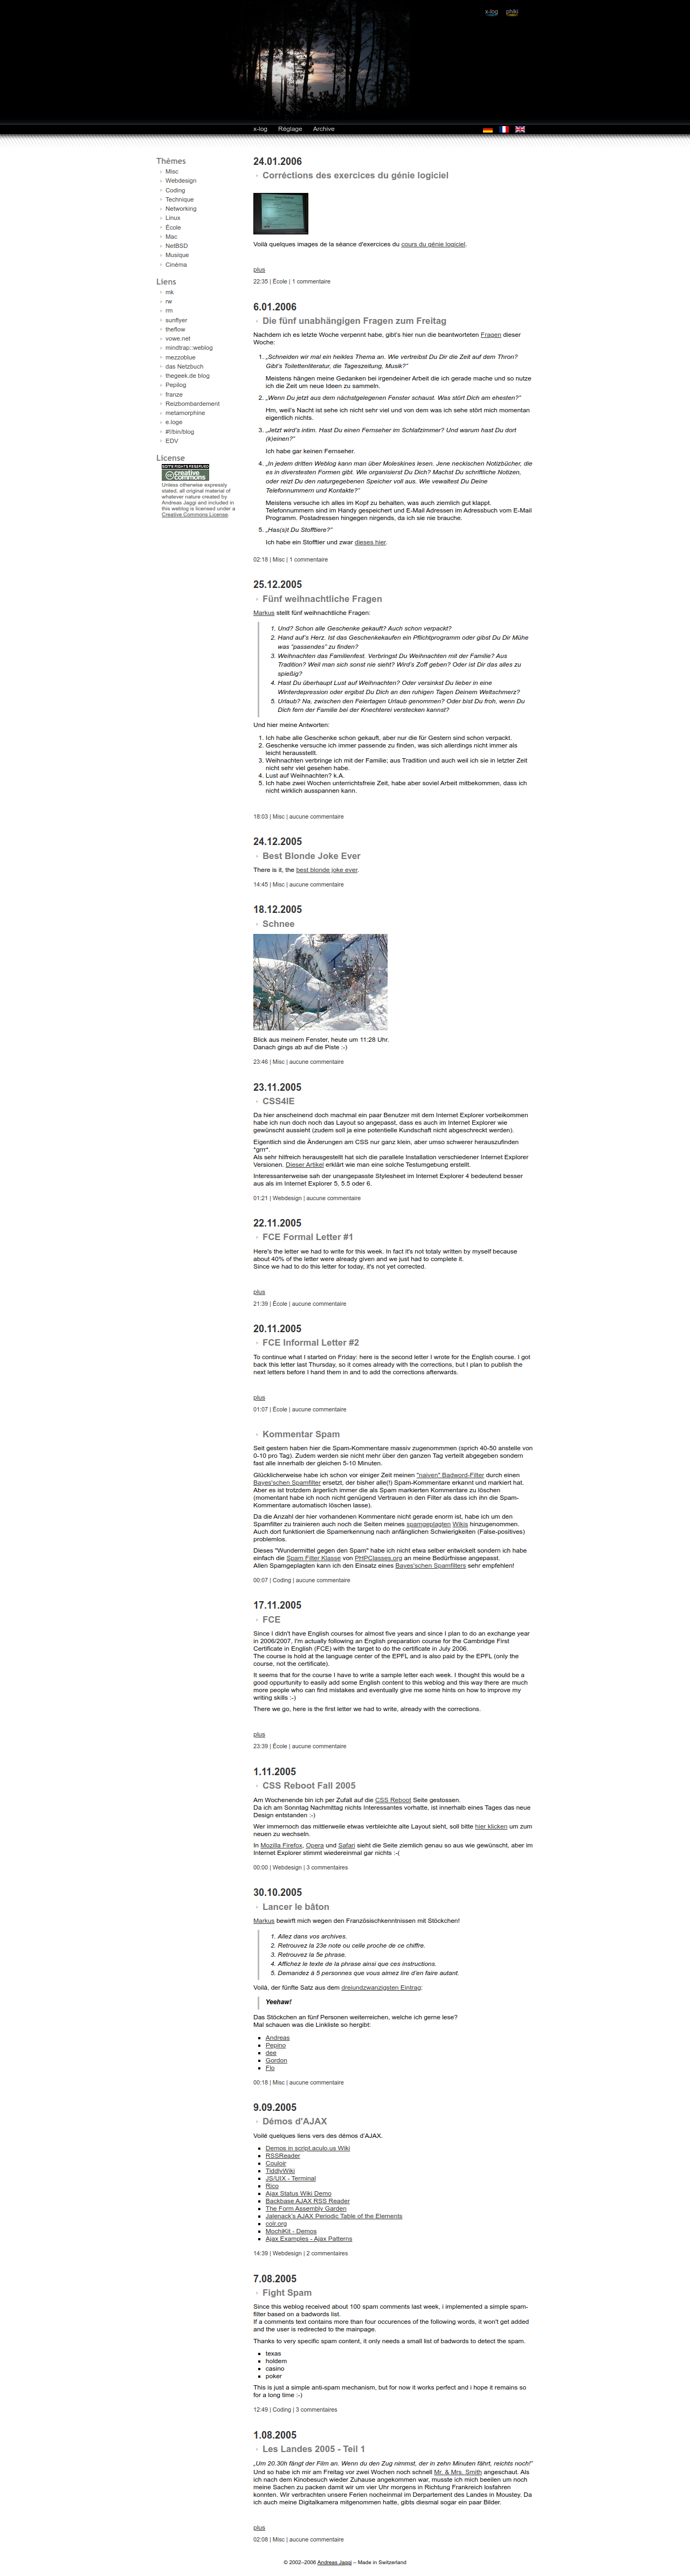 x-log phiki
x-log Réglage Archive
Thémes
Misc
Webdesign
Coding
Technique
Networking
Linux
École
Mac
NetBSD
Musique
Cinéma
Liens
mk
rw
rm
sunflyer
theflow
vowe.net
mindtrap::weblog
mezzoblue
das Netzbuch
thegeek.de blog
Pepilog
franze
Reizbombardement
metamorphine
e.loge
#!/bin/blog
EDV
License
SOME RIGHTS RESERVED
creative commons
Unless otherwise expressly
stated, all original material of
whatever nature created by
Andreas Jaggi and included in
this weblog is licensed under a
Creative Commons License.
24.01.2006
Corréctions des exercices du génie logiciel
Voilà quelques images de la séance d'exercices du cours du génie logiciel.
plus
22:35 | École | 1 commentaire
6.01.2006
Die fünf unabhängigen Fragen zum Freitag
Nachdem ich es letzte Woche verpennt habe, gibt's hier nun die beantworteten Fragen dieser
Woche:
1. „Schneiden wir mal ein heikles Thema an. Wie vertreibst Du Dir die Zeit auf dem Thron?
Gibt's Toilettenliteratur, die Tageszeitung, Musik?"
Meistens hängen meine Gedanken bei irgendeiner Arbeit die ich gerade mache und so nutze
ich die Zeit um neue Ideen zu sammeln.
2. „Wenn Du jetzt aus dem nächstgelegenen Fenster schaust. Was stört Dich am ehesten?"
Hm, weil's Nacht ist sehe ich nicht sehr viel und von dem was ich sehe stört mich momentan
eigentlich nichts.
3. „Jetzt wird's intim. Hast Du einen Fernseher im Schlafzimmer? Und warum hast Du dort
(k)einen?"
Ich habe gar keinen Fernseher.
4. „In jedem dritten Weblog kann man über Moleskines lesen. Jene neckischen Notizbücher, die
es in diverstesten Formen gibt. Wie organisierst Du Dich? Machst Du schriftliche Notizen,
oder reizt Du den naturgegebenen Speicher voll aus. Wie vewaltest Du Deine
Telefonnummern und Kontakte?"
Meistens versuche ich alles im Kopf zu behalten, was auch ziemlich gut klappt.
Telefonnummern sind im Handy gespeichert und E-Mail Adressen im Adressbuch vom E-Mail
Programm. Postadressen hingegen nirgends, da ich sie nie brauche.
5. „Has(s)t Du Stofftiere?"
Ich habe ein Stofftier und zwar dieses hier.
02:18 | Misc | 1 commentaire
25.12.2005
Fünf weihnachtliche Fragen
Markus stellt fünf weihnachtliche Fragen:
1. Und? Schon alle Geschenke gekauft? Auch schon verpackt?
2. Hand auf's Herz. Ist das Geschenkekaufen ein Pflichtprogramm oder gibst Du Dir Mühe
was "passendes" zu finden?
3. Weihnachten das Familienfest. Verbringst Du Weihnachten mit der Familie? Aus
Tradition? Weil man sich sonst nie sieht? Wird's Zoff geben? Oder ist Dir das alles zu
spießig?
4. Hast Du überhaupt Lust auf Weihnachten? Oder versinkst Du lieber in eine
Winterdepression oder ergibst Du Dich an den ruhigen Tagen Deinem Weltschmerz?
5. Urlaub? Na, zwischen den Feiertagen Urlaub genommen? Oder bist Du froh, wenn Du
Dich fern der Familie bei der Knechterei verstecken kannst?
Und hier meine Antworten:
1. Ich habe alle Geschenke schon gekauft, aber nur die für Gestern sind schon verpackt.
2. Geschenke versuche ich immer passende zu finden, was sich allerdings nicht immer als
leicht herausstellt.
3. Weihnachten verbringe ich mit der Familie; aus Tradition und auch weil ich sie in letzter Zeit
nicht sehr viel gesehen habe.
4. Lust auf Weihnachten? k.A.
5. Ich habe zwei Wochen unterrichtsfreie Zeit, habe aber soviel Arbeit mitbekommen, dass ich
nicht wirklich ausspannen kann.
18:03 | Misc | aucune commentaire
24.12.2005
Best Blonde Joke Ever
There is it, the best blonde joke ever.
14:45 | Misc | aucune commentaire
18.12.2005
Schnee
Blick aus meinem Fenster, heute um 11:28 Uhr.
Danach gings ab auf die Piste :-)
23:46 | Misc | aucune commentaire
23.11.2005
CSS4IE
Da hier anscheinend doch machmal ein paar Benutzer mit dem Internet Explorer vorbeikommen
habe ich nun doch noch das Layout so angepasst, dass es auch im Internet Explorer wie
gewünscht aussieht (zudem soll ja eine potentielle Kundschaft nicht abgeschreckt werden).
Eigentlich sind die Änderungen am CSS nur ganz klein, aber umso schwerer herauszufinden
*grrr*.
Als sehr hilfreich herausgestellt hat sich die parallele Installation verschiedener Internet Explorer
Versionen. Dieser Artikel erklärt wie man eine solche Testumgebung erstellt.
Interessanterweise sah der unangepasste Stylesheet im Internet Explorer 4 bedeutend besser
aus als im Internet Explorer 5, 5.5 oder 6.
01:21 | Webdesign | aucune commentaire
22.11.2005
FCE Formal Letter #1
Here's the letter we had to write for this week. In fact it's not totaly written by myself because
about 40% of the letter were already given and we just had to complete it.
Since we had to do this letter for today, it's not yet corrected.
plus
21:39 | École | aucune commentaire
20.11.2005
FCE Informal Letter #2
To continue what I started on Friday: here is the second letter I wrote for the English course. I got
back this letter last Thursday, so it comes already with the corrections, but I plan to publish the
next letters before I hand them in and to add the corrections afterwards.
plus
01:07 | École | aucune commentaire
Kommentar Spam
Seit gestern haben hier die Spam-Kommentare massiv zugenommmen (sprich 40-50 anstelle von
0-10 pro Tag). Zudem werden sie nicht mehr über den ganzen Tag verteilt abgegeben sondern
fast alle innerhalb der gleichen 5-10 Minuten.
Glücklicherweise habe ich schon vor einiger Zeit meinen "naiven" Badword-Filter durch einen
Bayes'schen Spamfilter ersetzt, der bisher alle(!) Spam-Kommentare erkannt und markiert hat.
Aber es ist trotzdem ärgerlich immer die als Spam markierten Kommentare zu löschen
(momentant habe ich noch nicht genügend Vertrauen in den Filter als dass ich ihn die Spam-
Kommentare automatisch löschen lasse).
Da die Anzahl der hier vorhandenen Kommentare nicht gerade enorm ist, habe ich um den
Spamfilter zu trainieren auch noch die Seiten meines spamgeplagten Wikis hinzugenommen.
Auch dort funktioniert die Spamerkennung nach anfänglichen Schwierigkeiten (False-positives)
problemlos.
Dieses "Wundermittel gegen den Spam" habe ich nicht etwa selber entwickelt sondern ich habe
einfach die Spam Filter Klasse von PHPClasses.org an meine Bedürfnisse angepasst.
Allen Spamgeplagten kann ich den Einsatz eines Bayes'schen Spamfilters sehr empfehlen!
00:07 | Coding | aucune commentaire
17.11.2005
FCE
Since I didn't have English courses for almost five years and since I plan to do an exchange year
in 2006/2007, I'm actually following an English preparation course for the Cambridge First
Certificate in English (FCE) with the target to do the certificate in July 2006.
The course is hold at the language center of the EPFL and is also paid by the EPFL (only the
course, not the certificate).
It seems that for the course I have to write a sample letter each week. I thought this would be a
good oppurtunity to easily add some English content to this weblog and this way there are much
more people who can find mistakes and eventually give me some hints on how to improve my
writing skills :-)
There we go, here is the first letter we had to write, already with the corrections.
plus
23:39 | École | aucune commentaire
1.11.2005
CSS Reboot Fall 2005
Am Wochenende bin ich per Zufall auf die CSS Reboot Seite gestossen.
Da ich am Sonntag Nachmittag nichts Interessantes vorhatte, ist innerhalb eines Tages das neue
Design entstanden :-)
Wer immernoch das mittlerweile etwas verbleichte alte Layout sieht, soll bitte hier klicken um zum
neuen zu wechseln.
In Mozilla Firefox, Opera und Safari sieht die Seite ziemlich genau so aus wie gewünscht, aber im
Internet Explorer stimmt wiedereinmal gar nichts :-(
00:00 | Webdesign | 3 commentaires
30.10.2005
Lancer le bâton
Markus bewirft mich wegen den Französischkenntnissen mit Stöckchen!
1. Allez dans vos archives.
2. Retrouvez la 23e note ou celle proche de ce chiffre.
3. Retrouvez la 5e phrase.
4. Affichez le texte de la phrase ainsi que ces instructions.
5. Demandez à 5 personnes que vous aimez lire d'en faire autant.
Voilà, der fünfte Satz aus dem dreiundzwanzigsten Eintrag:
Yeehaw!
Das Stöckchen an fünf Personen weiterreichen, welche ich gerne lese?
Mal schauen was die Linkliste so hergibt:
Andreas
Pepino
dee
Gordon
Flo
00:18 | Misc | aucune commentaire
9.09.2005
Démos d'AJAX
Voilé quelques liens vers des démos d'AJAX.
Demos in script.aculo.us Wiki
RSSReader
Couloir
TiddlyWiki
JS/UIX - Terminal
Rico
Ajax Status Wiki Demo
Backbase AJAX RSS Reader
The Form Assembly Garden
Jalenack's AJAX Periodic Table of the Elements
colr.org
MochiKit - Demos
Ajax Examples - Ajax Patterns
14:39 | Webdesign | 2 commentaires
7.08.2005
Fight Spam
Since this weblog received about 100 spam comments last week, i implemented a simple spam-
filter based on a badwords list.
If a comments text contains more than four occurences of the following words, it won't get added
and the user is redirected to the mainpage.
Thanks to very specific spam content, it only needs a small list of badwords to detect the spam.
texas
holdem
casino
poker
This is just a simple anti-spam mechanism, but for now it works perfect and i hope it remains so
for a long time :-)
12:49 | Coding | 3 commentaires
1.08.2005
Les Landes 2005 - Teil 1
„Um 20.30h fängt der Film an. Wenn du den Zug nimmst, der in zehn Minuten fährt, reichts noch!"
Und so habe ich mir am Freitag vor zwei Wochen noch schnell Mr. & Mrs. Smith angeschaut. Als
ich nach dem Kinobesuch wieder Zuhause angekommen war, musste ich mich beeilen um noch
meine Sachen zu packen damit wir um vier Uhr morgens in Richtung Frankreich losfahren
konnten. Wir verbrachten unsere Ferien nocheinmal im Derpartement des Landes in Moustey. Da
ich auch meine Digitalkamera mitgenommen hatte, gibts diesmal sogar ein paar Bilder.
plus
02:08 | Misc | aucune commentaire
© 2002–2006 Andreas Jaggi – Made in Switzerland